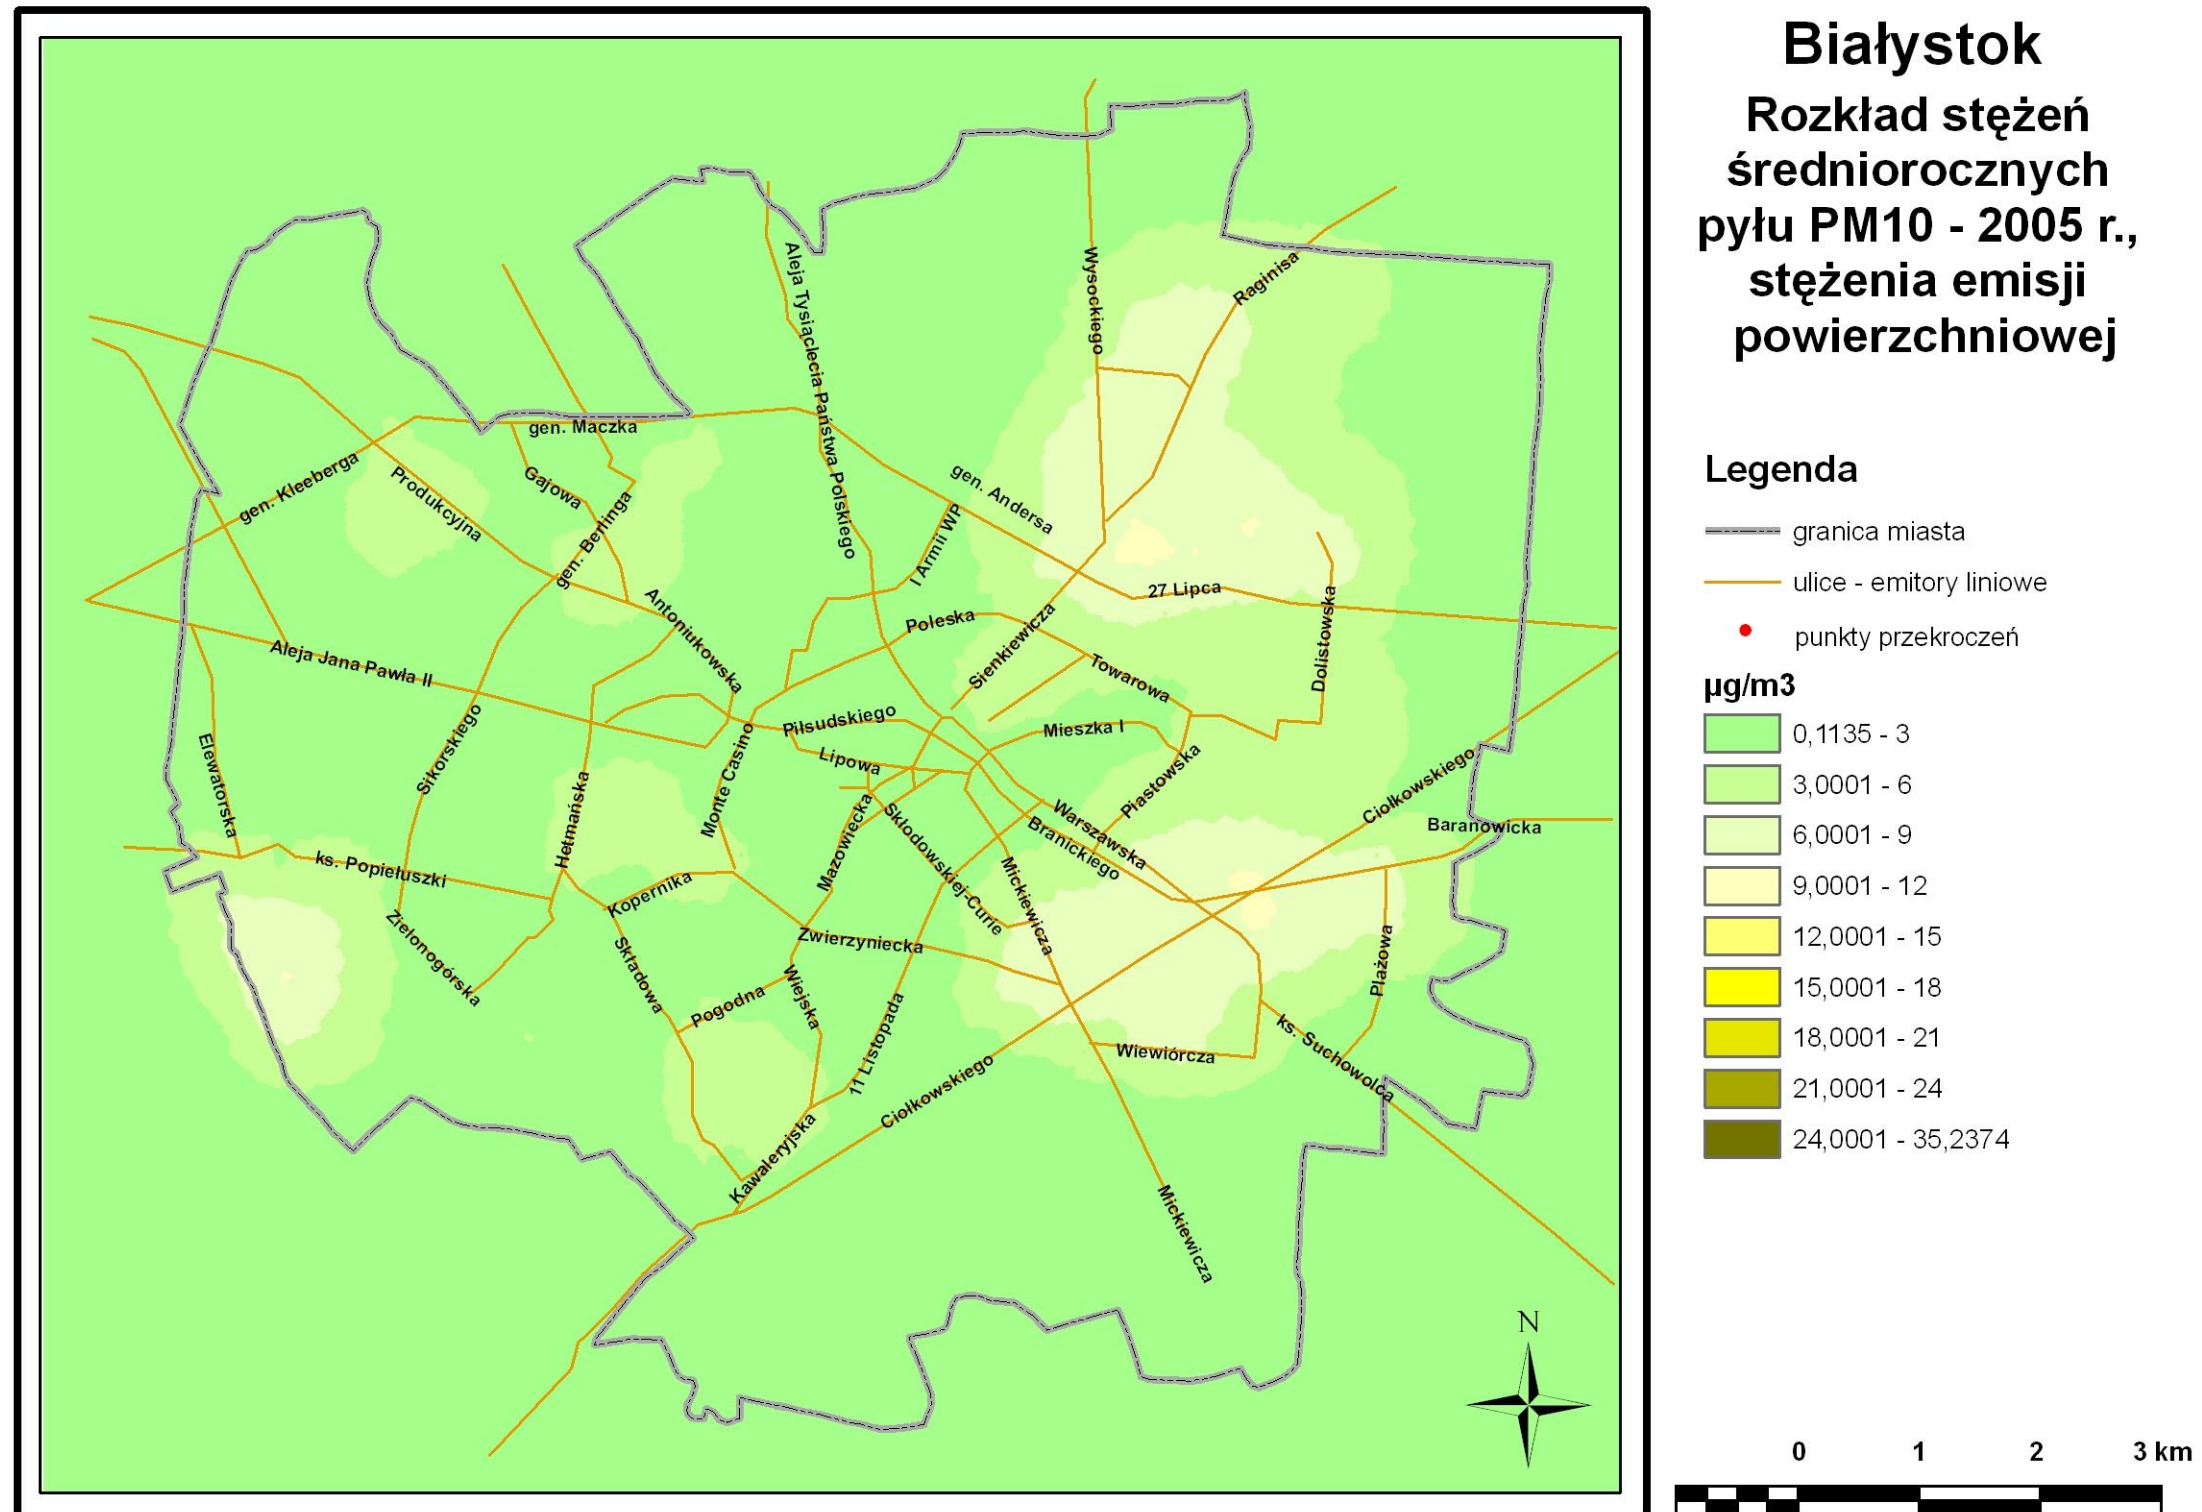 Białystok
Rozkład stężeń
średniorocznych
pyłu PM10 - 2005 r.,
stężenia emisji
powierzchniowej
Legenda
granica miasta
ulice - emitory liniowe
punkty przekroczeń
µg/m3
0,1135 - 3
3,0001 - 6
6,0001 - 9
9,0001 - 12
12,0001 - 15
15,0001 - 18
18,0001 - 21
21,0001 - 24
24,0001 - 35,2374
N
0 1 2 3 km
Aleja Tysiąclecia Państwa Polskiego
Wysockiego
Raginisa
gen. Maczka
gen. Kleeberga
Produkcyjna
Gajowa
gen. Berlinga
gen. Andersa
I Armii WP
27 Lipca
Antoniukowska
Poleska
Sienkiewicza
Towarowa
Dolistowska
Aleja Jana Pawła II
Piłsudskiego
Mieszka I
Lipowa
Elewatorska
Sikorskiego
Hetmańska
Monte Casino
Mazowiecka
Skłodowskiej-Curie
Piastowska
Warszawska
Branickiego
Ciołkowskiego
Baranowicka
ks. Popiełuszki
Kopernika
Mickiewicza
Zwierzyniecka
Zielonogórska
Składowa
Pogodna
Wiejska
11 Listopada
Plażowa
Wiewiórcza
ks. Suchowolca
Ciołkowskiego
Kawaleryjska
Mickiewicza